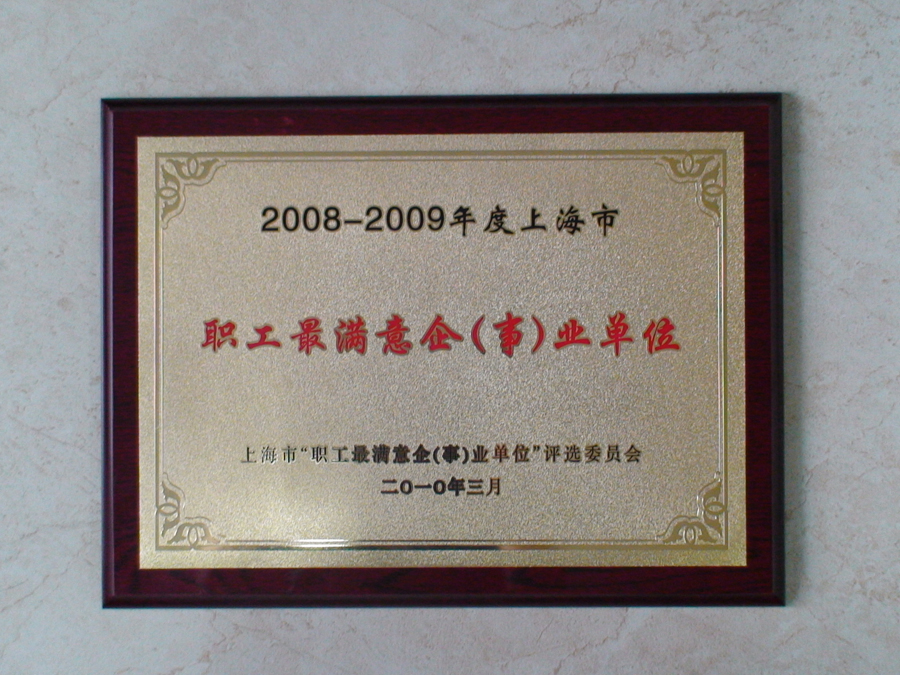 2008-2009年度上海市
职工最满意企(事)业单位
上海市“职工最满意企(事)业单位”评选委员会
二O一O年三月